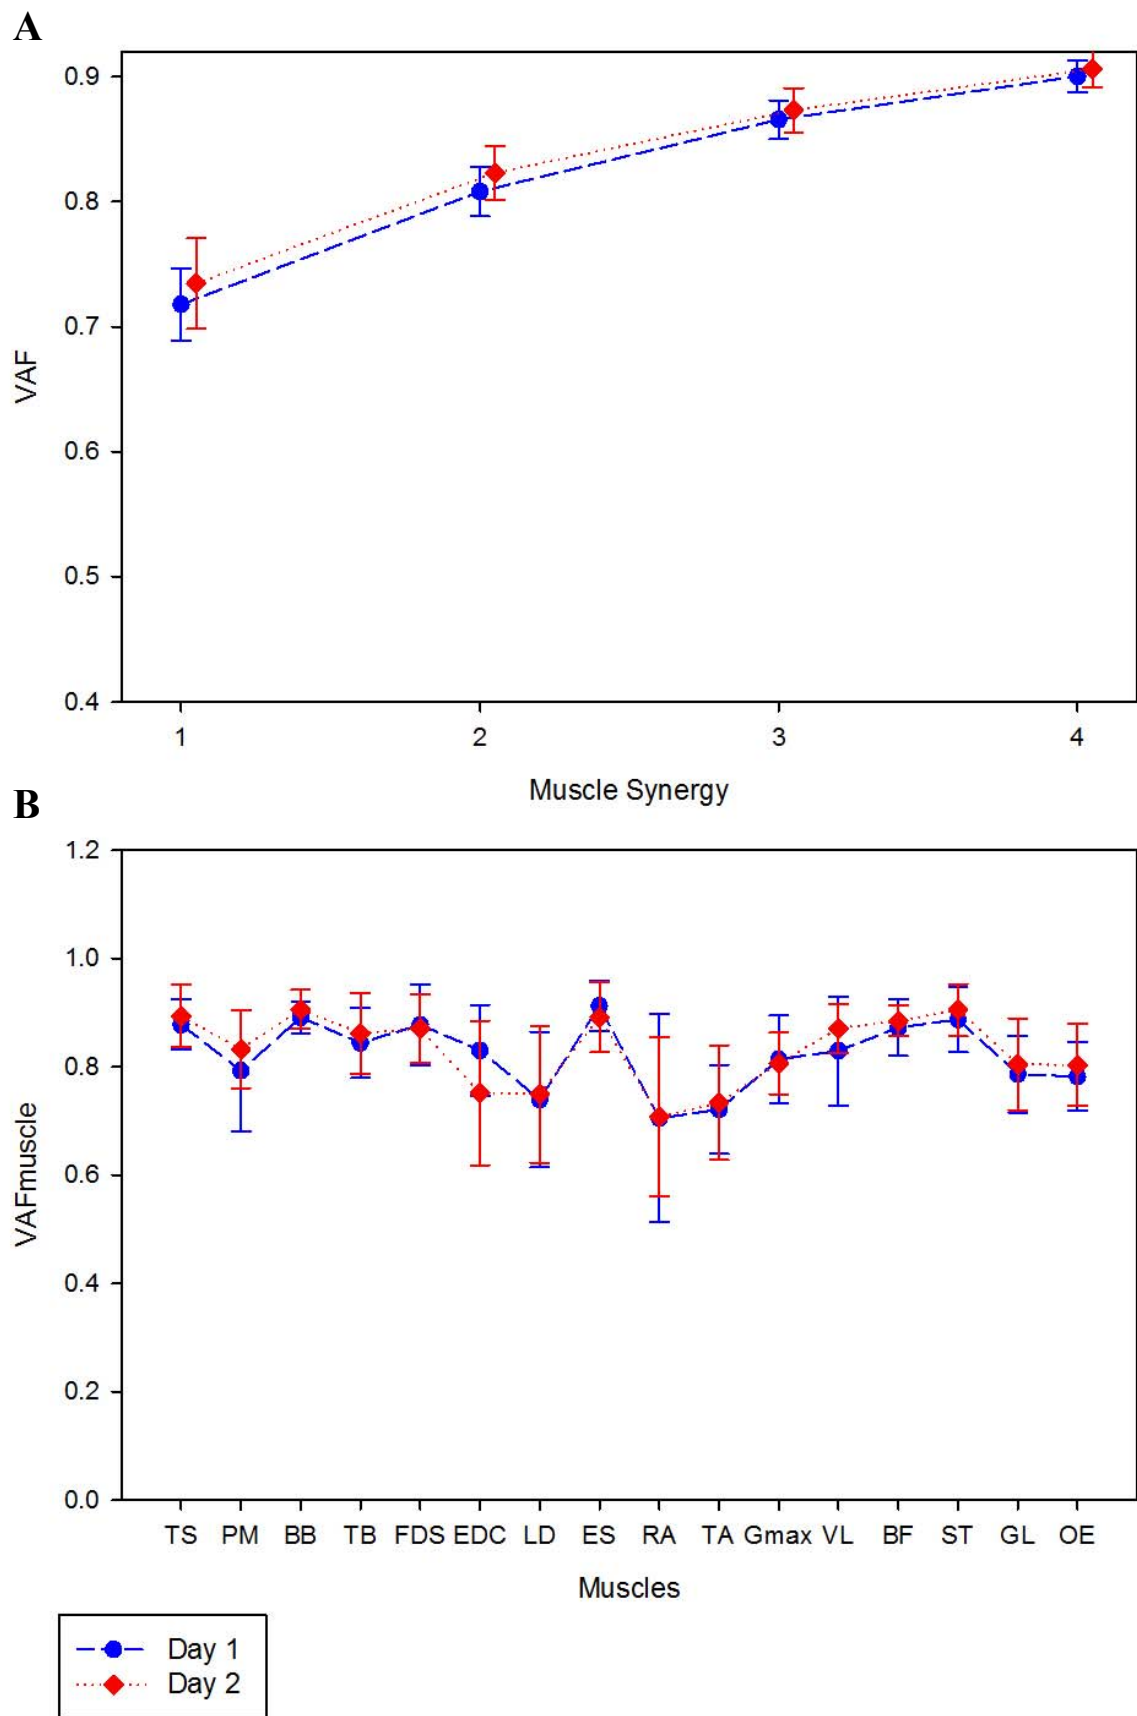 A
0.9
0.8
0.7
0.6
0.5
0.4
VAF
1 2 3 4
Muscle Synergy
B
1.2
1.0
0.8
0.6
0.4
0.2
0.0
VAFmuscle
TS PM BB TB FDS EDC LD ES RA TA Gmax VL BF ST GL OE
Muscles
Day 1
Day 2